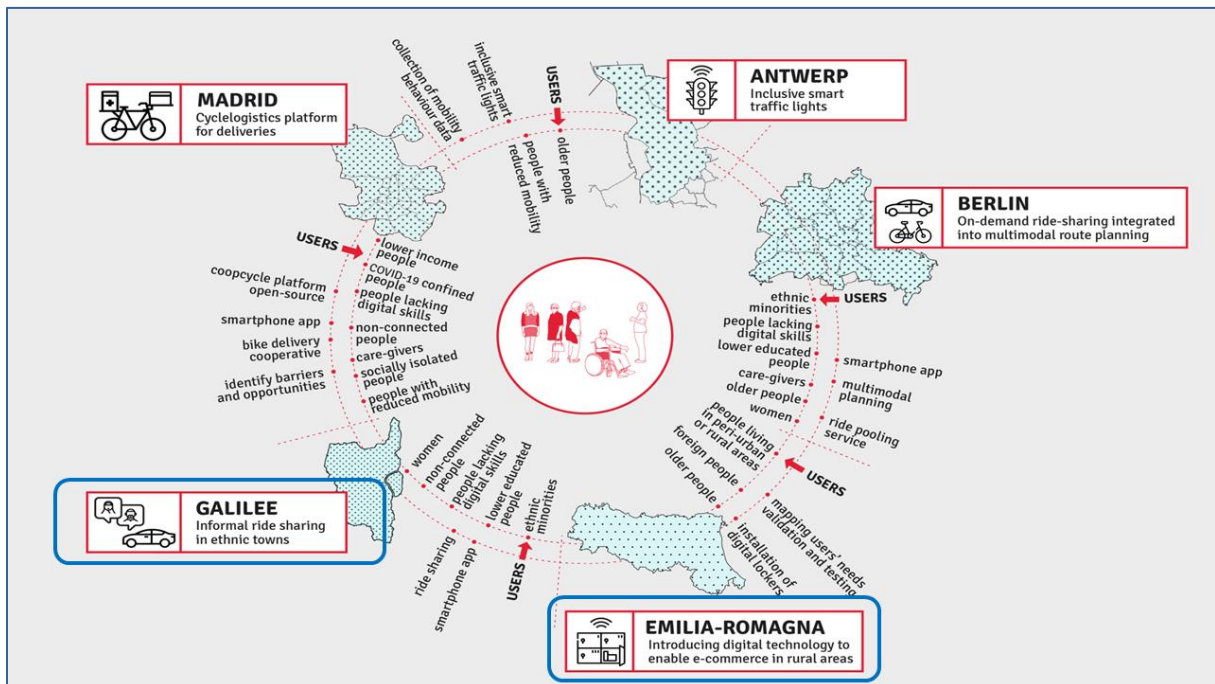 MADRID
Cyclelogistics platform
for deliveries
collection of mobility
behaviour data
inclusive smart
traffic lights
USERS
older people
people with
reduced mobility
ANTWERP
Inclusive smart
traffic lights
BERLIN
On-demand ride-sharing integrated
into multimodal route planning
USERS
ethnic
minorities
people lacking
digital skills
lower educated
people
care-givers
older people
women
smartphone app
multimodal
planning
ride pooling
service
USERS
people living
in peri-urban
or rural areas
foreign people
older people
mapping users' needs
validation and testing
installation of
digital lockers
EMILIA-ROMAGNA
Introducing digital technology to
enable e-commerce in rural areas
USERS
ethnic
minorities
lower educated
people
people lacking
digital skills
non-connected
people
women
ride sharing
smartphone app
GALILEE
Informal ride sharing
in ethnic towns
USERS
lower income
people
COVID-19 confined
people
people lacking
digital skills
non-connected
people
care-givers
socially isolated
people
people with
reduced mobility
coopcycle platform
open-source
smartphone app
bike delivery
cooperative
identify barriers
and opportunities